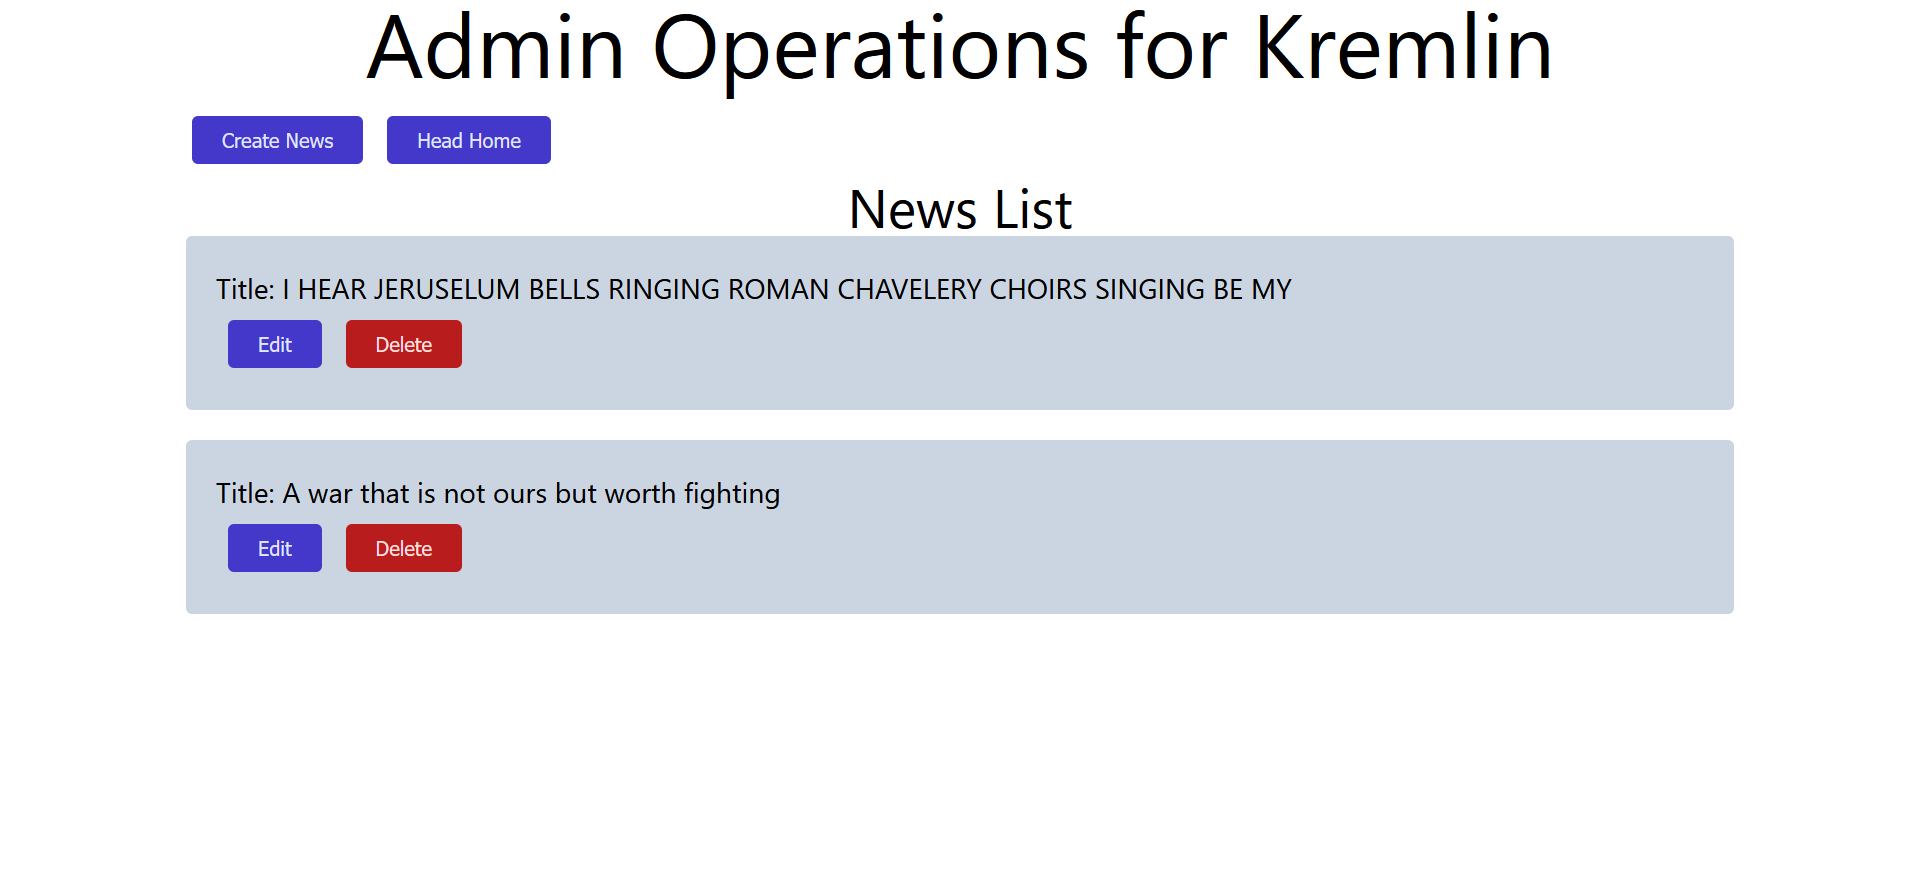 Admin Operations for Kremlin
Create News Head Home
News List
Title: I HEAR JERUSELUM BELLS RINGING ROMAN CHAVELERY CHOIRS SINGING BE MY
Edit Delete
Title: A war that is not ours but worth fighting
Edit Delete